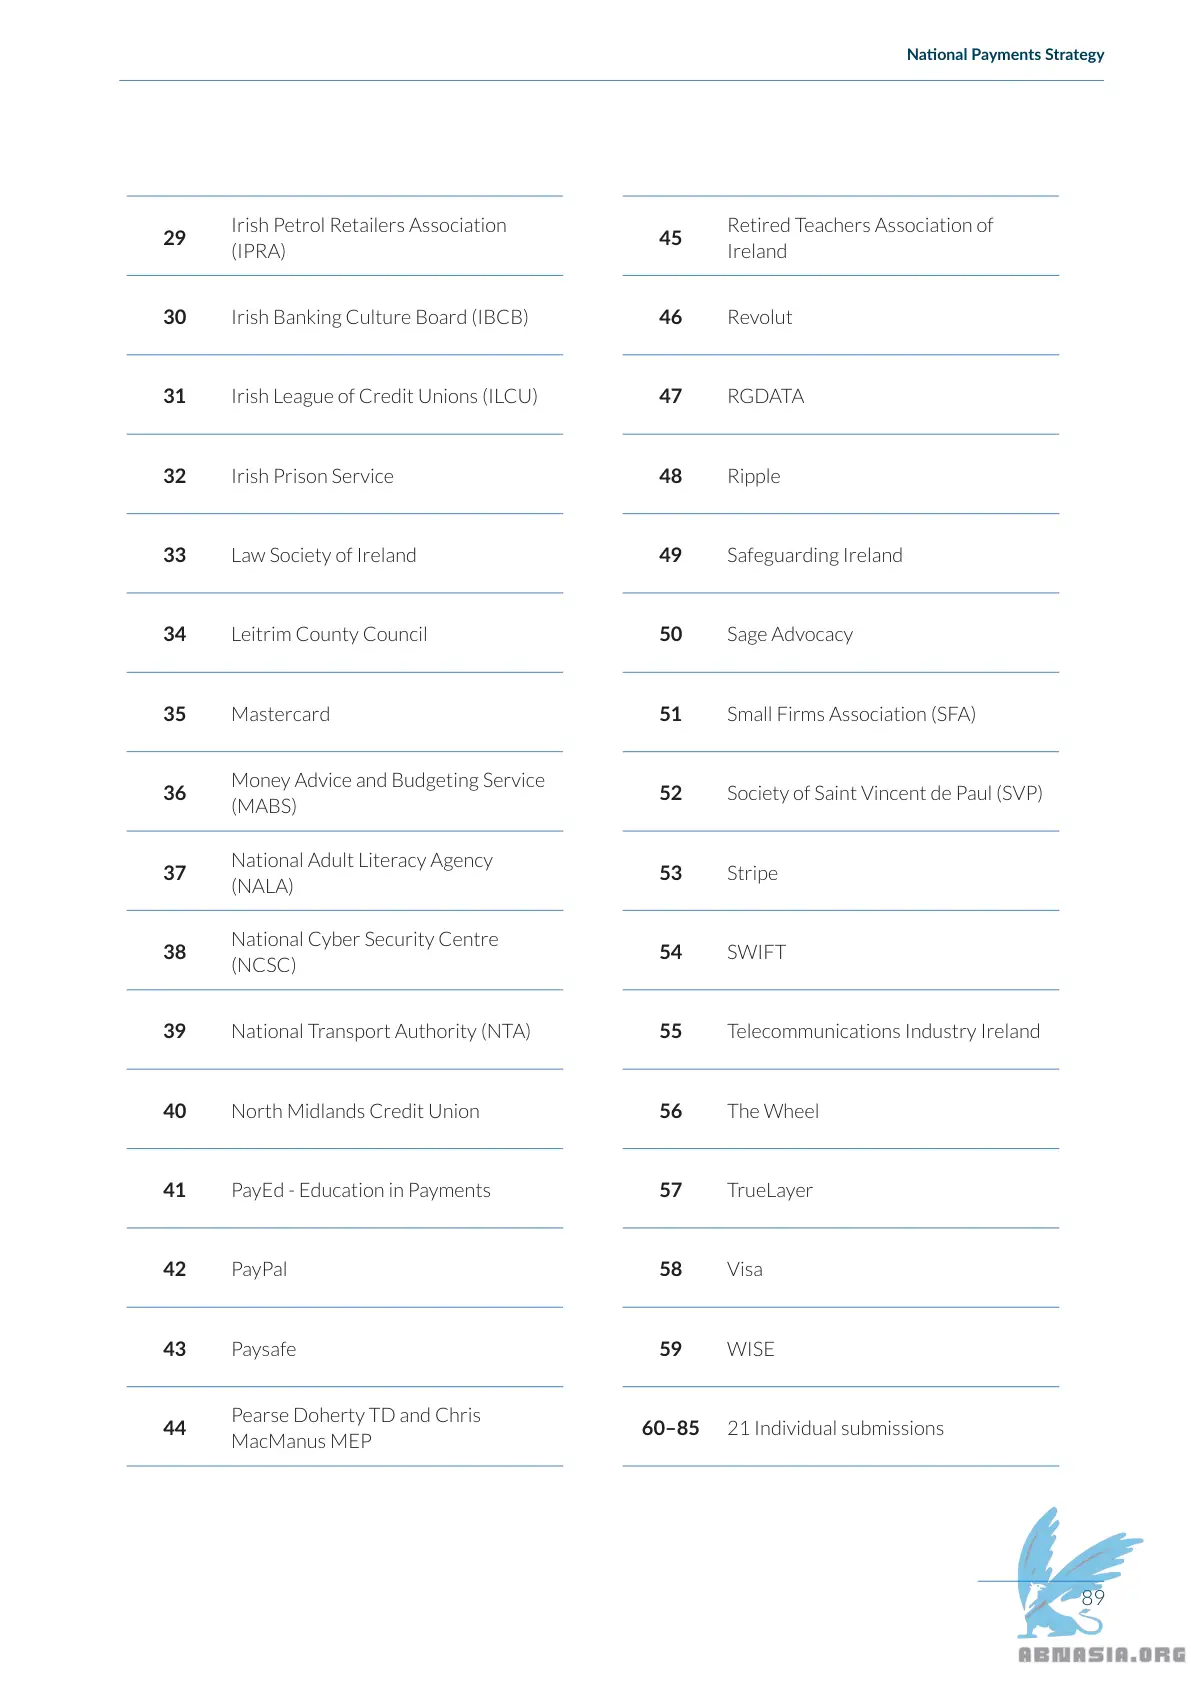 National Payments Strategy
29 Irish Petrol Retailers Association
(IPRA)
30 Irish Banking Culture Board (IBCB)
31 Irish League of Credit Unions (ILCU)
32 Irish Prison Service
33 Law Society of Ireland
34 Leitrim County Council
35 Mastercard
36 Money Advice and Budgeting Service
(MABS)
37 National Adult Literacy Agency
(NALA)
38 National Cyber Security Centre
(NCSC)
39 National Transport Authority (NTA)
40 North Midlands Credit Union
41 PayEd - Education in Payments
42 PayPal
43 Paysafe
44 Pearse Doherty TD and Chris
MacManus MEP
45 Retired Teachers Association of
Ireland
46 Revolut
47 RGDATA
48 Ripple
49 Safeguarding Ireland
50 Sage Advocacy
51 Small Firms Association (SFA)
52 Society of Saint Vincent de Paul (SVP)
53 Stripe
54 SWIFT
55 Telecommunications Industry Ireland
56 The Wheel
57 TrueLayer
58 Visa
59 WISE
60–85 21 Individual submissions
89
ABNASIA.ORG